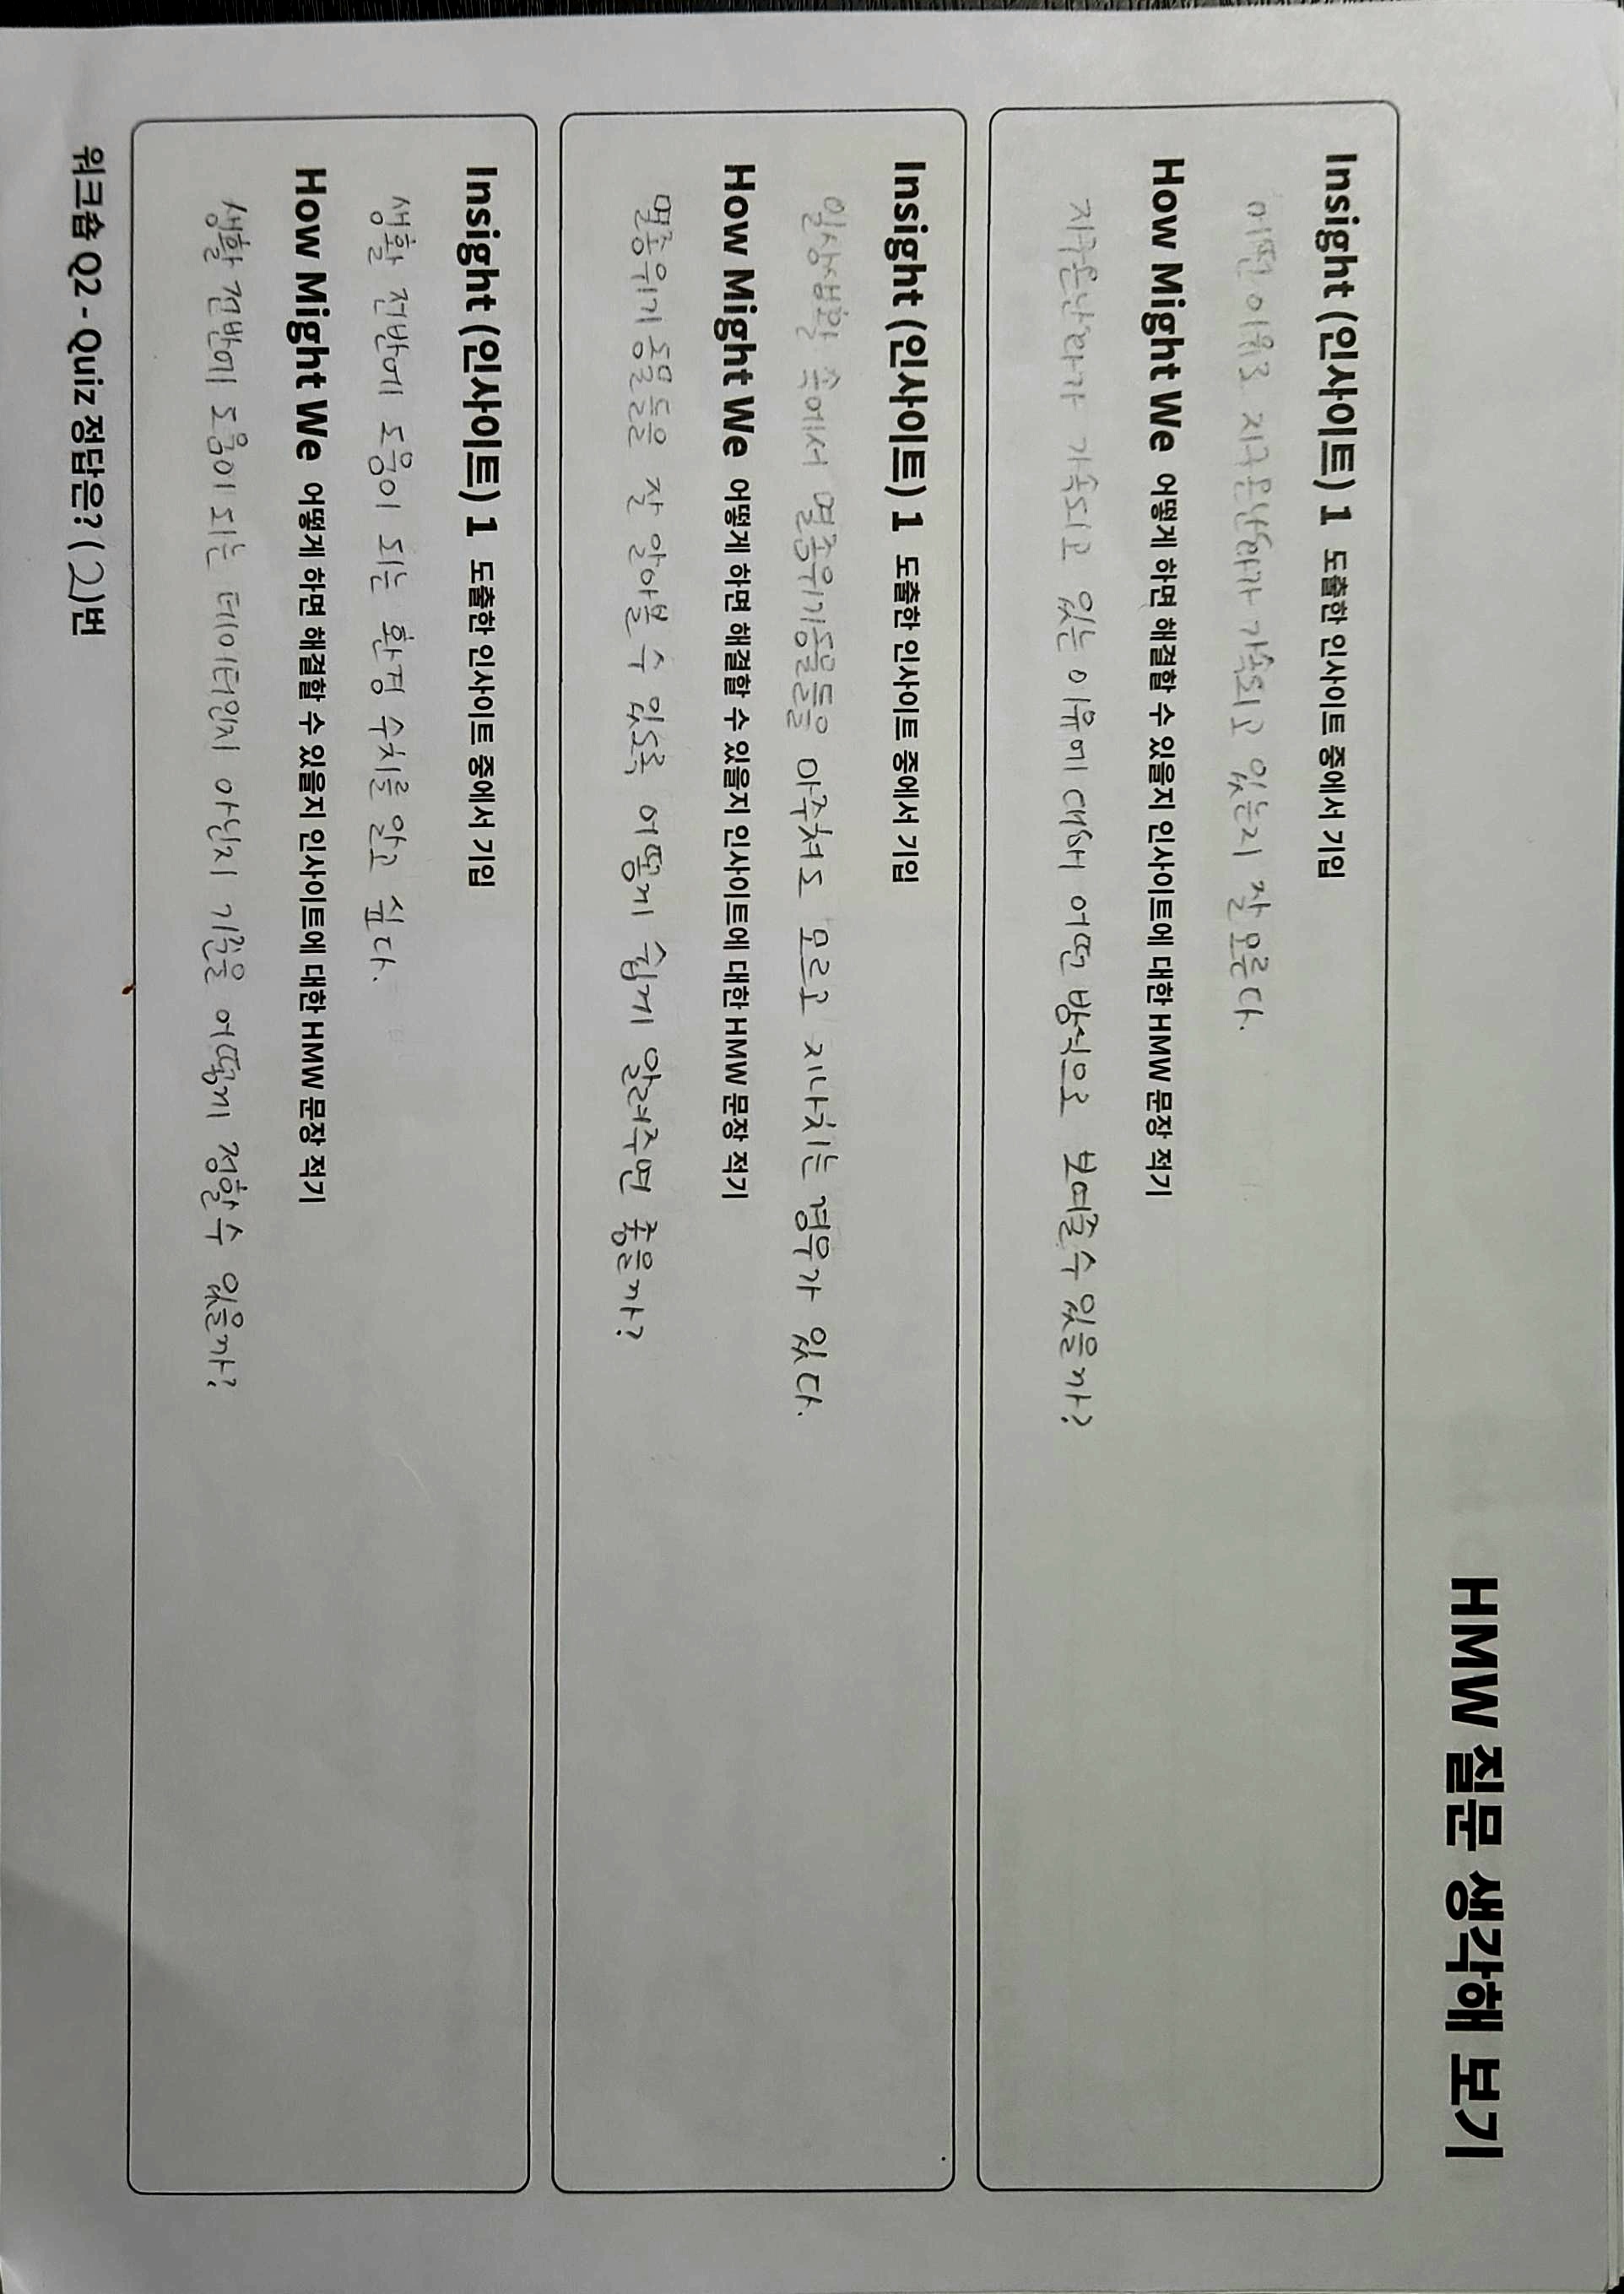 HMW 질문 생각해 보기
Insight (인사이트) 1 도출한 인사이트 중에서 기입
어떤 이유로 지구온난화가 가속되고 있는지 잘 모른다.
How Might We 어떻게 하면 해결할 수 있을지 인사이트에 대한 HMW 문장 적기
지구온난화가 가속되고 있는 이유에 대해 어떤 방식으로 보여줄 수 있을까?
Insight (인사이트) 1 도출한 인사이트 중에서 기입
일상생활 속에서 멸종위기동물들을 마주쳐도 모르고 지나치는 경우가 있다.
How Might We 어떻게 하면 해결할 수 있을지 인사이트에 대한 HMW 문장 적기
멸종위기 동물들을 잘 알아볼 수 있도록 어떻게 쉽게 알려주면 좋을까?
Insight (인사이트) 1 도출한 인사이트 중에서 기입
생활 전반에 도움이 되는 환경 수치를 알고 싶다.
How Might We 어떻게 하면 해결할 수 있을지 인사이트에 대한 HMW 문장 적기
생활 전반에 도움이 되는 데이터인지 아닌지 기준을 어떻게 정할 수 있을까?
워크숍 Q2 - Quiz 정답은? ( 2 )번